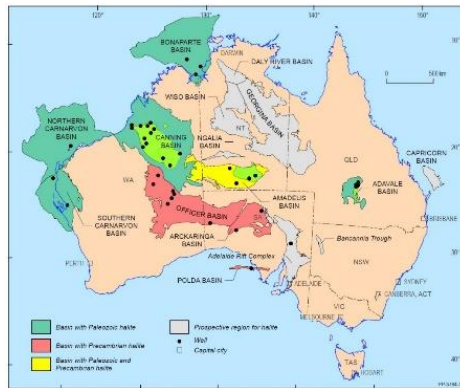 120°
130°
140°
BONAPARTE
BASIN
DARWIN
DALY RIVER BASIN
0
500 km
WISO BASIN
GEORGINA BASIN
NORTHERN
CARNARVON
BASIN
CANNING
BASIN
NGALIA
BASIN
NT
QLD
CAPRICORN
BASIN
20°
WA
ADAVALE
BASIN
AMADEUS
BASIN
SOUTHERN
CARNARVON
BASIN
OFFICER BASIN
BRISBANE
ARCKARINGA
BASIN
Bancannia Trough
Adelaide Rift Complex
30°
PERTH
NSW
POLDA BASIN
ADELAIDE
SYDNEY
CANBERRA, ACT
VIC
MELBOURNE
Basin with Paleozoic halite
Basin with Precambrian halite
Basin with Paleozoic and
Precambrian halite
Prospective region for halite
Well
Capital city
TAS
HOBART
40°